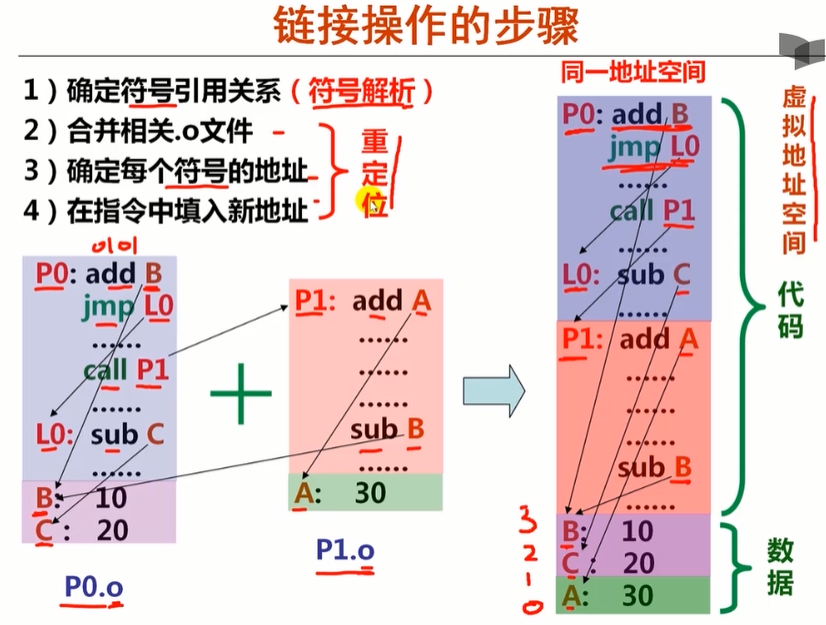 链接操作的步骤
1）确定符号引用关系（符号解析）
2）合并相关.o文件
3）确定每个符号的地址
4）在指令中填入新地址
重定位
0101
P0: add B
jmp L0
......
call P1
......
L0: sub C
......
B: 10
C: 20
P0.o
P1: add A
......
......
......
sub B
......
A: 30
P1.o
同一地址空间
P0: add B
jmp L0
......
call P1
......
L0: sub C
......
P1: add A
......
......
......
sub B
......
3 B: 10
2 C: 20
1
0 A: 30
虚拟地址空间
代码
数据